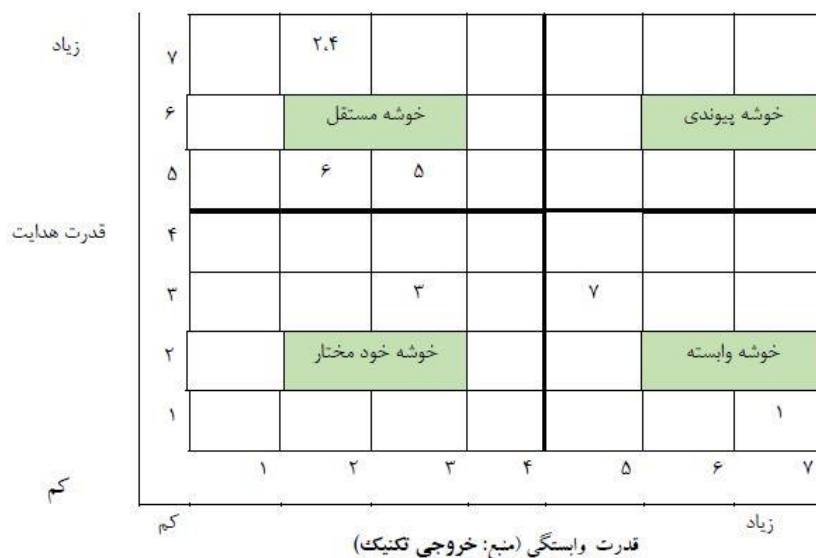 زیاد
۷ ۲،۴
۶ خوشه مستقل خوشه پیوندی
۵ ۶ ۵
قدرت هدایت
۴
۳ ۳ ۷
۲ خوشه خود مختار خوشه وابسته
۱ ۱
۱ ۲ ۳ ۴ ۵ ۶ ۷
کم
کم زیاد
قدرت وابستگی (منبع: خروجی تکنیک)